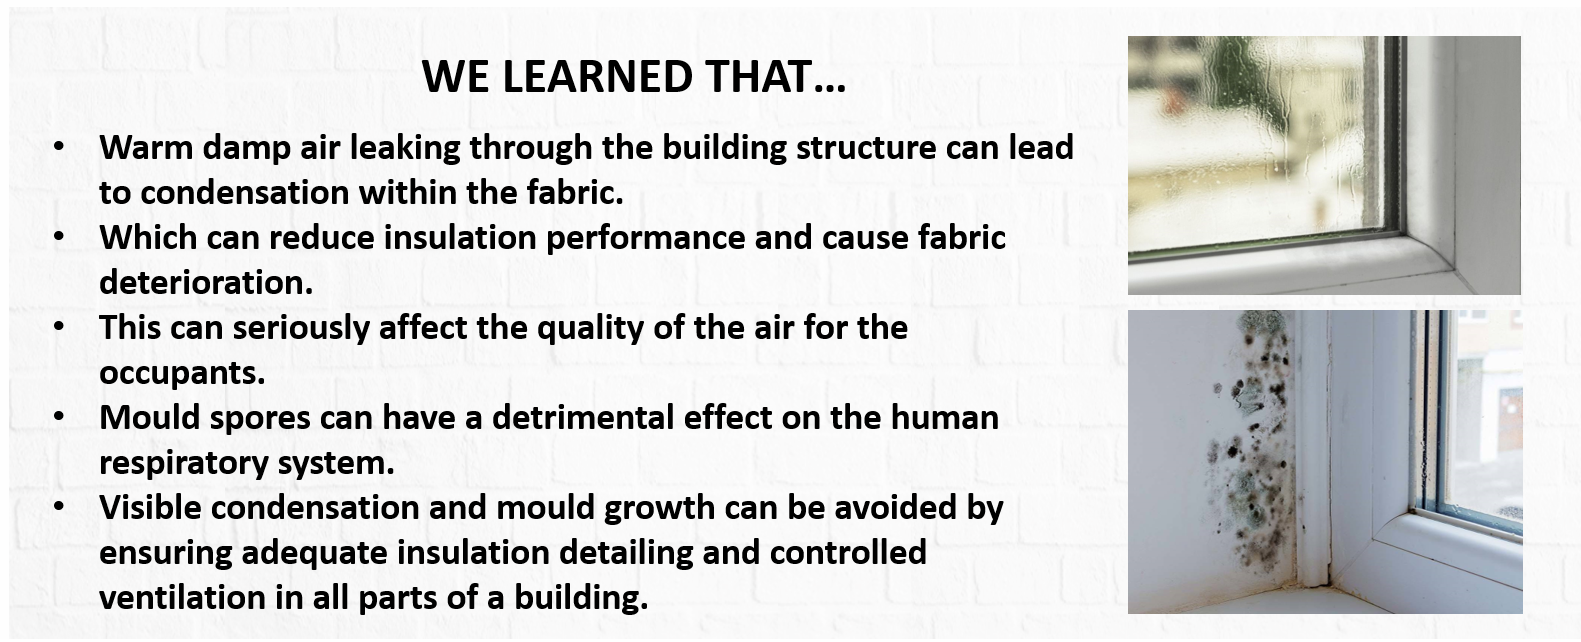 WE LEARNED THAT...
• Warm damp air leaking through the building structure can lead
to condensation within the fabric.
• Which can reduce insulation performance and cause fabric
deterioration.
• This can seriously affect the quality of the air for the
occupants.
• Mould spores can have a detrimental effect on the human
respiratory system.
• Visible condensation and mould growth can be avoided by
ensuring adequate insulation detailing and controlled
ventilation in all parts of a building.